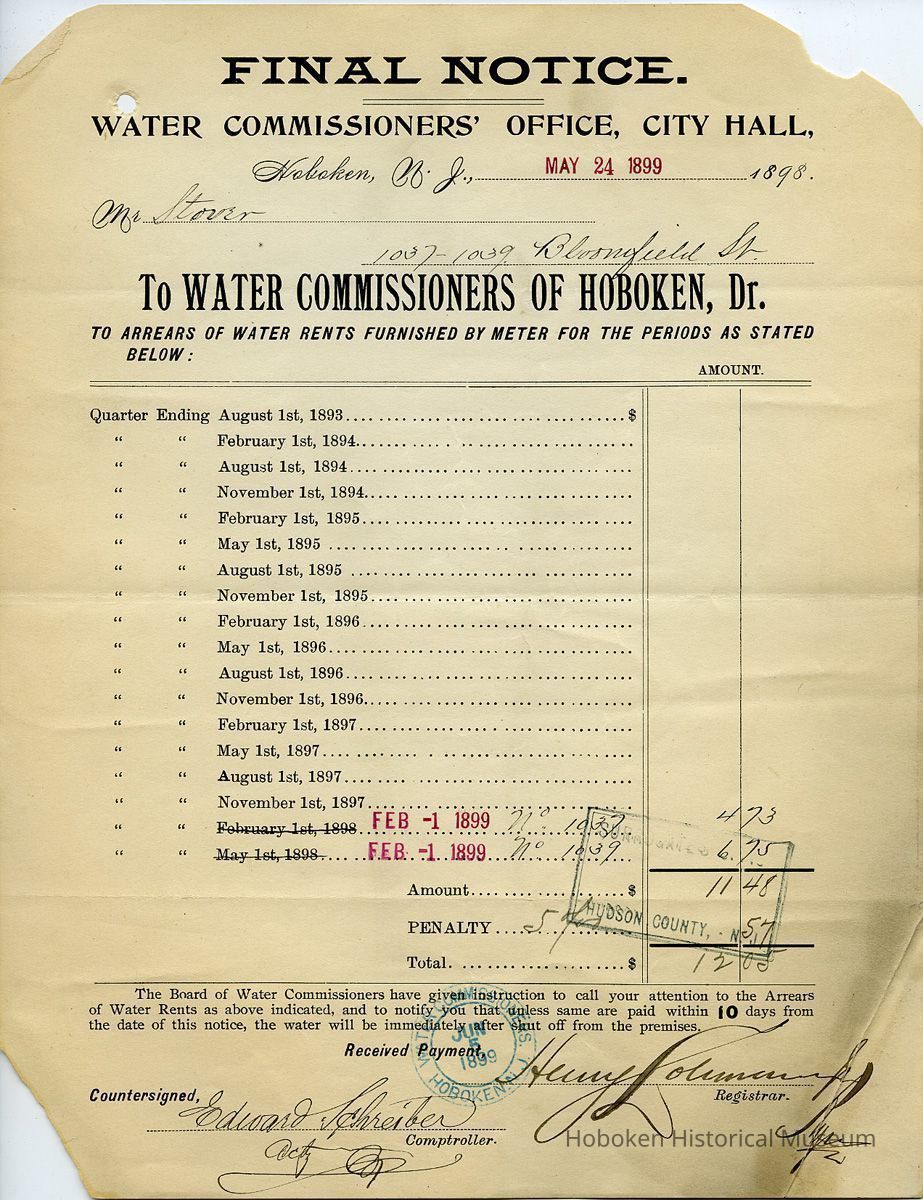 FINAL NOTICE.
WATER COMMISSIONERS' OFFICE, CITY HALL,
Hoboken, N. J., MAY 24 1899 1898.
Mr Stover
1037-1039 Bloomfield St.
To WATER COMMISSIONERS OF HOBOKEN, Dr.
TO ARREARS OF WATER RENTS FURNISHED BY METER FOR THE PERIODS AS STATED
BELOW:
AMOUNT.
Quarter Ending August 1st, 1893 $
" " February 1st, 1894
" " August 1st, 1894
" " November 1st, 1894
" " February 1st, 1895
" " May 1st, 1895
" " August 1st, 1895
" " November 1st, 1895
" " February 1st, 1896
" " May 1st, 1896
" " August 1st, 1896
" " November 1st, 1896
" " February 1st, 1897
" " May 1st, 1897
" " August 1st, 1897
" " November 1st, 1897
" " February 1st, 1898 FEB -1 1899 No. 1037 4 73
" " May 1st, 1898 FEB -1 1899 No. 1039 6.75
SURROGATES
HUDSON COUNTY, - N.J.
Amount $ 11 48
PENALTY 5% 57
Total. $ 12 05
The Board of Water Commissioners have given instruction to call your attention to the Arrears
of Water Rents as above indicated, and to notify you that unless same are paid within 10 days from
the date of this notice, the water will be immediately after shut off from the premises.
WATER COMMISSIONERS
JUN 5 1899
HOBOKEN, N.J.
Received Payment,
Henry Lohmann
Registrar.
Countersigned,
Edward Schreiber
Comptroller.
Hoboken Historical Museum